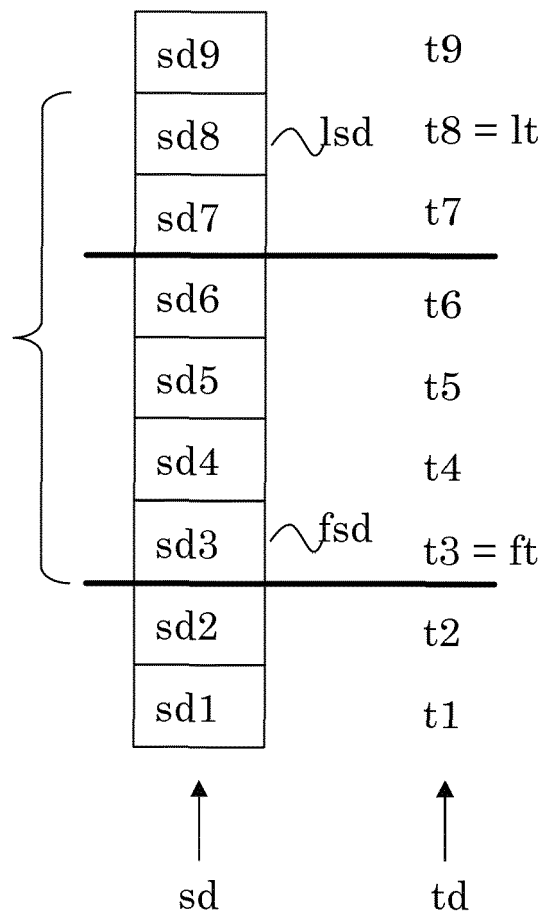 sd9 t9
sd8 lsd t8 = lt
sd7 t7
sd6 t6
sd5 t5
sd4 t4
sd3 fsd t3 = ft
sd2 t2
sd1 t1
sd td